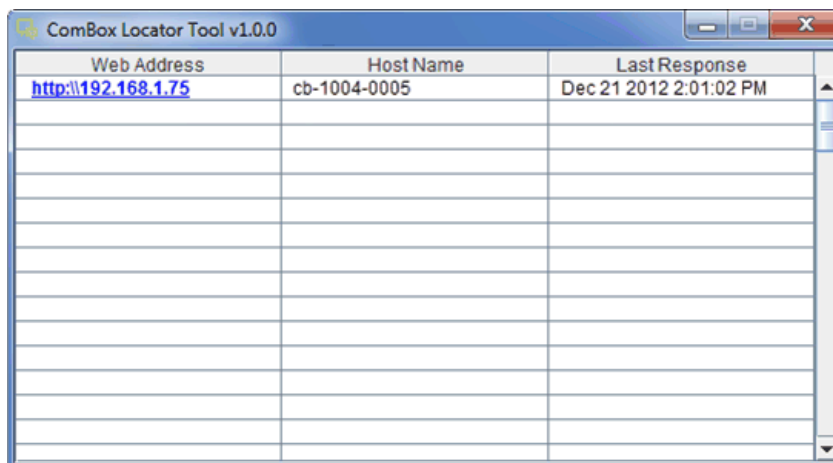 ComBox Locator Tool v1.0.0
Web Address Host Name Last Response
http:\\192.168.1.75 cb-1004-0005 Dec 21 2012 2:01:02 PM